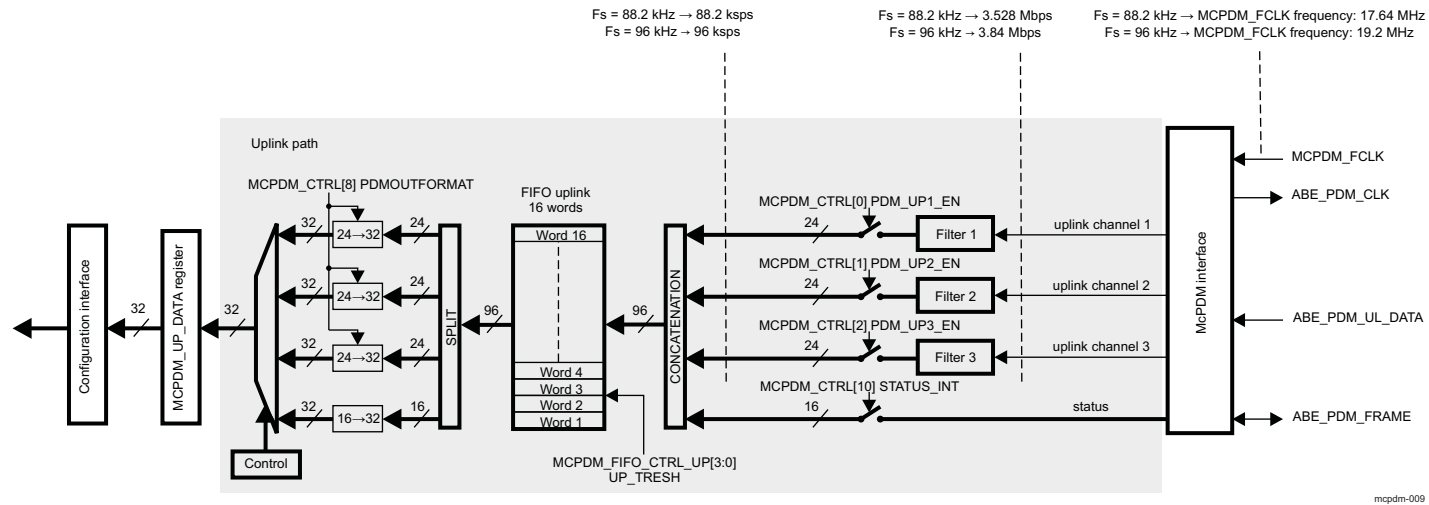 Fs = 88.2 kHz → 88.2 ksps
Fs = 96 kHz → 96 ksps
Fs = 88.2 kHz → 3.528 Mbps
Fs = 96 kHz → 3.84 Mbps
Fs = 88.2 kHz → MCPDM_FCLK frequency: 17.64 MHz
Fs = 96 kHz → MCPDM_FCLK frequency: 19.2 MHz
Uplink path
MCPDM_CTRL[8] PDMOUTFORMAT
FIFO uplink
16 words
Configuration interface
32
MCPDM_UP_DATA register
32
32
24→32
24
32
24→32
24
32
24→32
24
32
16→32
16
Control
SPLIT
96
Word 16
Word 4
Word 3
Word 2
Word 1
MCPDM_FIFO_CTRL_UP[3:0]
UP_TRESH
96
CONCATENATION
MCPDM_CTRL[0] PDM_UP1_EN
24
Filter 1
uplink channel 1
MCPDM_CTRL[1] PDM_UP2_EN
24
Filter 2
uplink channel 2
MCPDM_CTRL[2] PDM_UP3_EN
24
Filter 3
uplink channel 3
MCPDM_CTRL[10] STATUS_INT
16
status
McPDM interface
MCPDM_FCLK
ABE_PDM_CLK
ABE_PDM_UL_DATA
ABE_PDM_FRAME
mcpdm-009